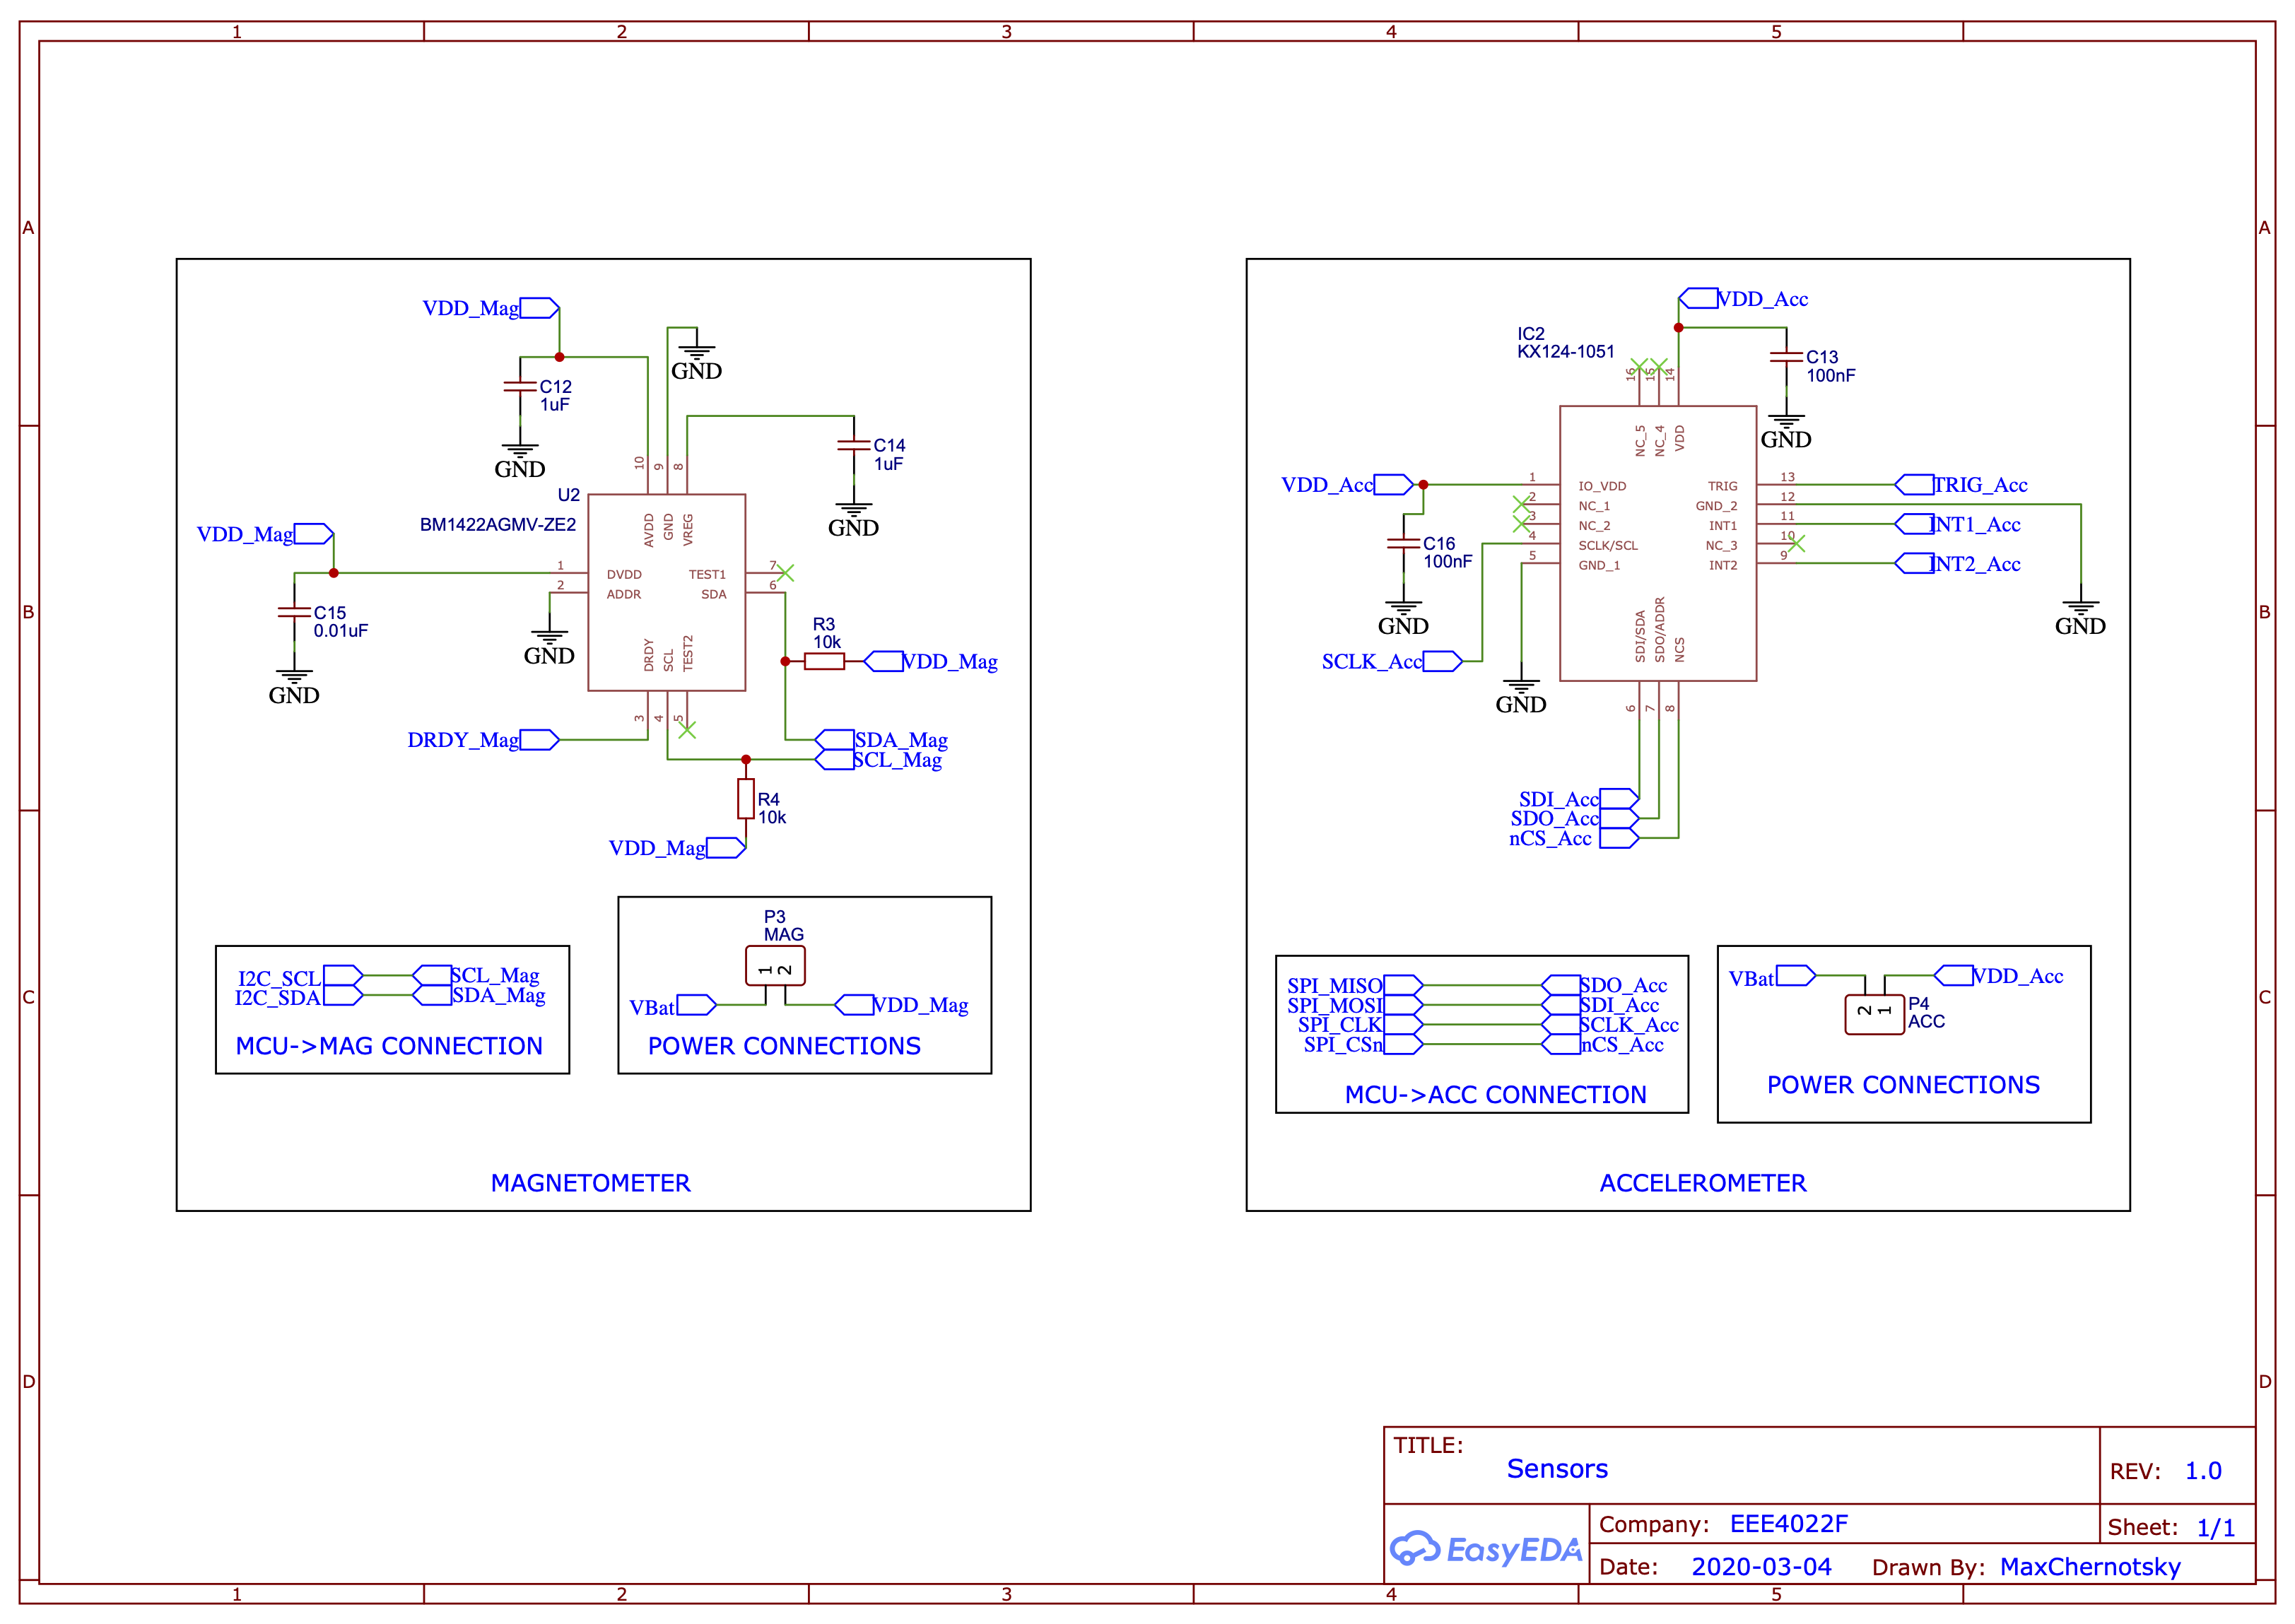 1 2 3 4 5
A A
B B
C C
D D
VDD_Mag
C12
1uF
GND
GND
C14
1uF
GND
10 9 8
U2
BM1422AGMV-ZE2
AVDD GND VREG
VDD_Mag
C15
0.01uF
GND
1 DVDD
2 ADDR
GND
TEST1 7
SDA 6
DRDY SCL TEST2
3 4 5
R3
10k
VDD_Mag
DRDY_Mag
SDA_Mag
SCL_Mag
R4
10k
VDD_Mag
P3
MAG
1 2
VBat VDD_Mag
POWER CONNECTIONS
I2C_SCL SCL_Mag
I2C_SDA SDA_Mag
MCU->MAG CONNECTION
MAGNETOMETER
VDD_Acc
IC2
KX124-1051
C13
100nF
GND
16 15 14
NC_5 NC_4 VDD
VDD_Acc
C16
100nF
GND
SCLK_Acc
GND
1 IO_VDD
2 NC_1
3 NC_2
4 SCLK/SCL
5 GND_1
TRIG 13 TRIG_Acc
GND_2 12
INT1 11 INT1_Acc
NC_3 10
INT2 9 INT2_Acc
GND
SDI/SDA SDO/ADDR NCS
6 7 8
SDI_Acc
SDO_Acc
nCS_Acc
SPI_MISO SDO_Acc
SPI_MOSI SDI_Acc
SPI_CLK SCLK_Acc
SPI_CSn nCS_Acc
MCU->ACC CONNECTION
VBat VDD_Acc
2 1
P4
ACC
POWER CONNECTIONS
ACCELEROMETER
TITLE:
Sensors
REV: 1.0
EasyEDA
Company: EEE4022F
Sheet: 1/1
Date: 2020-03-04 Drawn By: MaxChernotsky
1 2 3 4 5